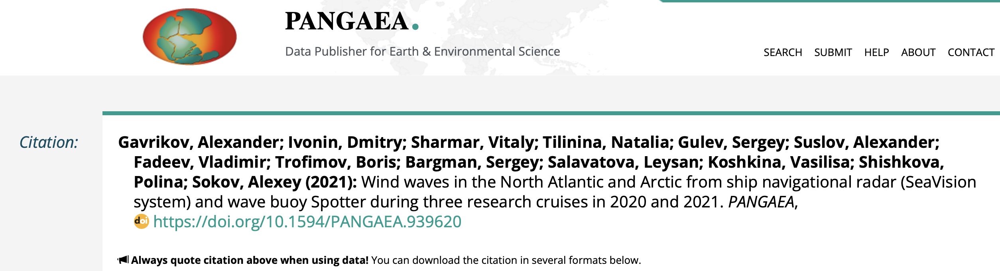 PANGAEA.
Data Publisher for Earth & Environmental Science
SEARCH SUBMIT HELP ABOUT CONTACT
Citation:
Gavrikov, Alexander; Ivonin, Dmitry; Sharmar, Vitaly; Tilinina, Natalia; Gulev, Sergey; Suslov, Alexander;
Fadeev, Vladimir; Trofimov, Boris; Bargman, Sergey; Salavatova, Leysan; Koshkina, Vasilisa; Shishkova,
Polina; Sokov, Alexey (2021): Wind waves in the North Atlantic and Arctic from ship navigational radar (SeaVision
system) and wave buoy Spotter during three research cruises in 2020 and 2021. PANGAEA,
doi https://doi.org/10.1594/PANGAEA.939620
Always quote citation above when using data! You can download the citation in several formats below.